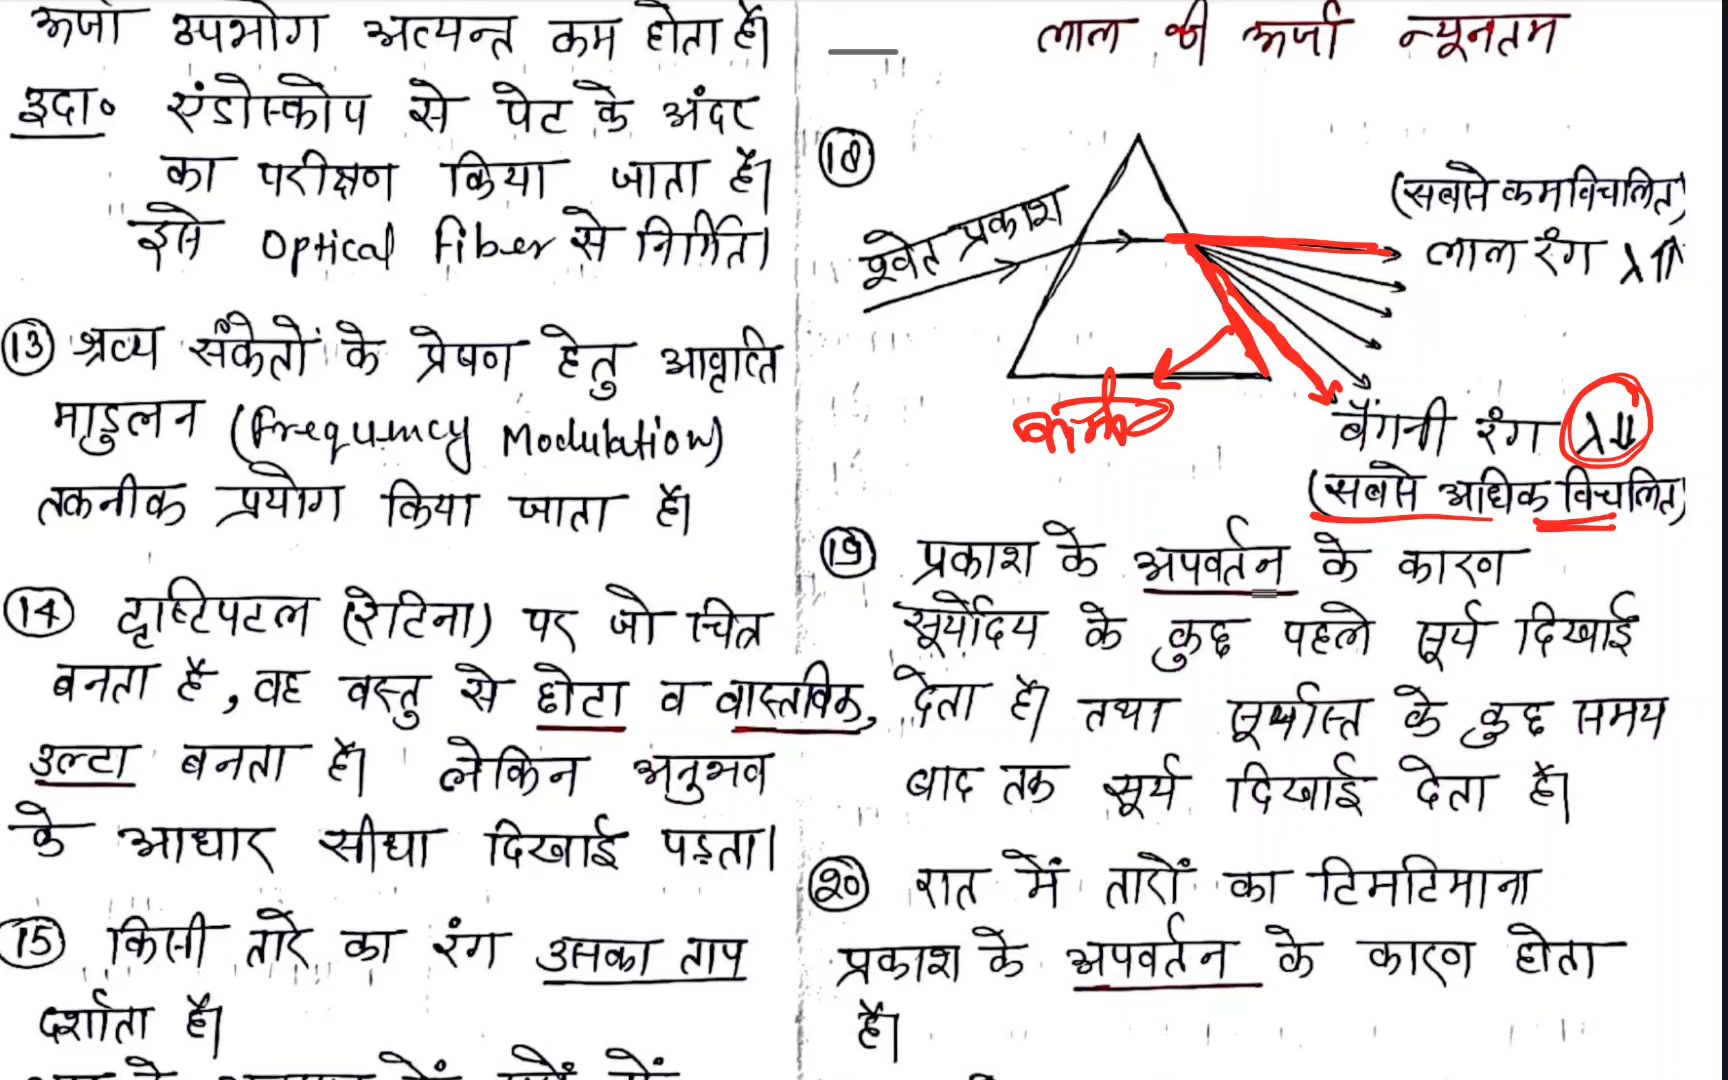 ऊर्जा उपभोग अत्यन्त कम होता है।
उदा० एंडोस्कोप से पेट के अंदर
का परीक्षण किया जाता है।
इसे Optical Fiber से निर्मित।
(13) श्रव्य संकेतों के प्रेषण हेतु आवृत्ति
माडुलन (Frequency Modulation)
तकनीक प्रयोग किया जाता है।
(14) दृष्टिपटल (रेटिना) पर जो चित्र
बनता है, वह वस्तु से छोटा व वास्तविक,
उल्टा बनता है। लेकिन अनुभव
के आधार सीधा दिखाई पड़ता।
(15) किसी तारे का रंग उसका ताप
दर्शाता है।
लाल की ऊर्जा न्यूनतम
(18)
श्वेत प्रकाश
(सबसे कम विचलित)
लाल रंग λ⇑
बैंगनी रंग λ⇓
(सबसे अधिक विचलित)
(19) प्रकाश के अपवर्तन के कारण
सूर्योदय के कुछ पहले सूर्य दिखाई
देता है। तथा सूर्यास्त के कुछ समय
बाद तक सूर्य दिखाई देता है।
(20) रात में तारों का टिमटिमाना
प्रकाश के अपवर्तन के कारण होता
है।